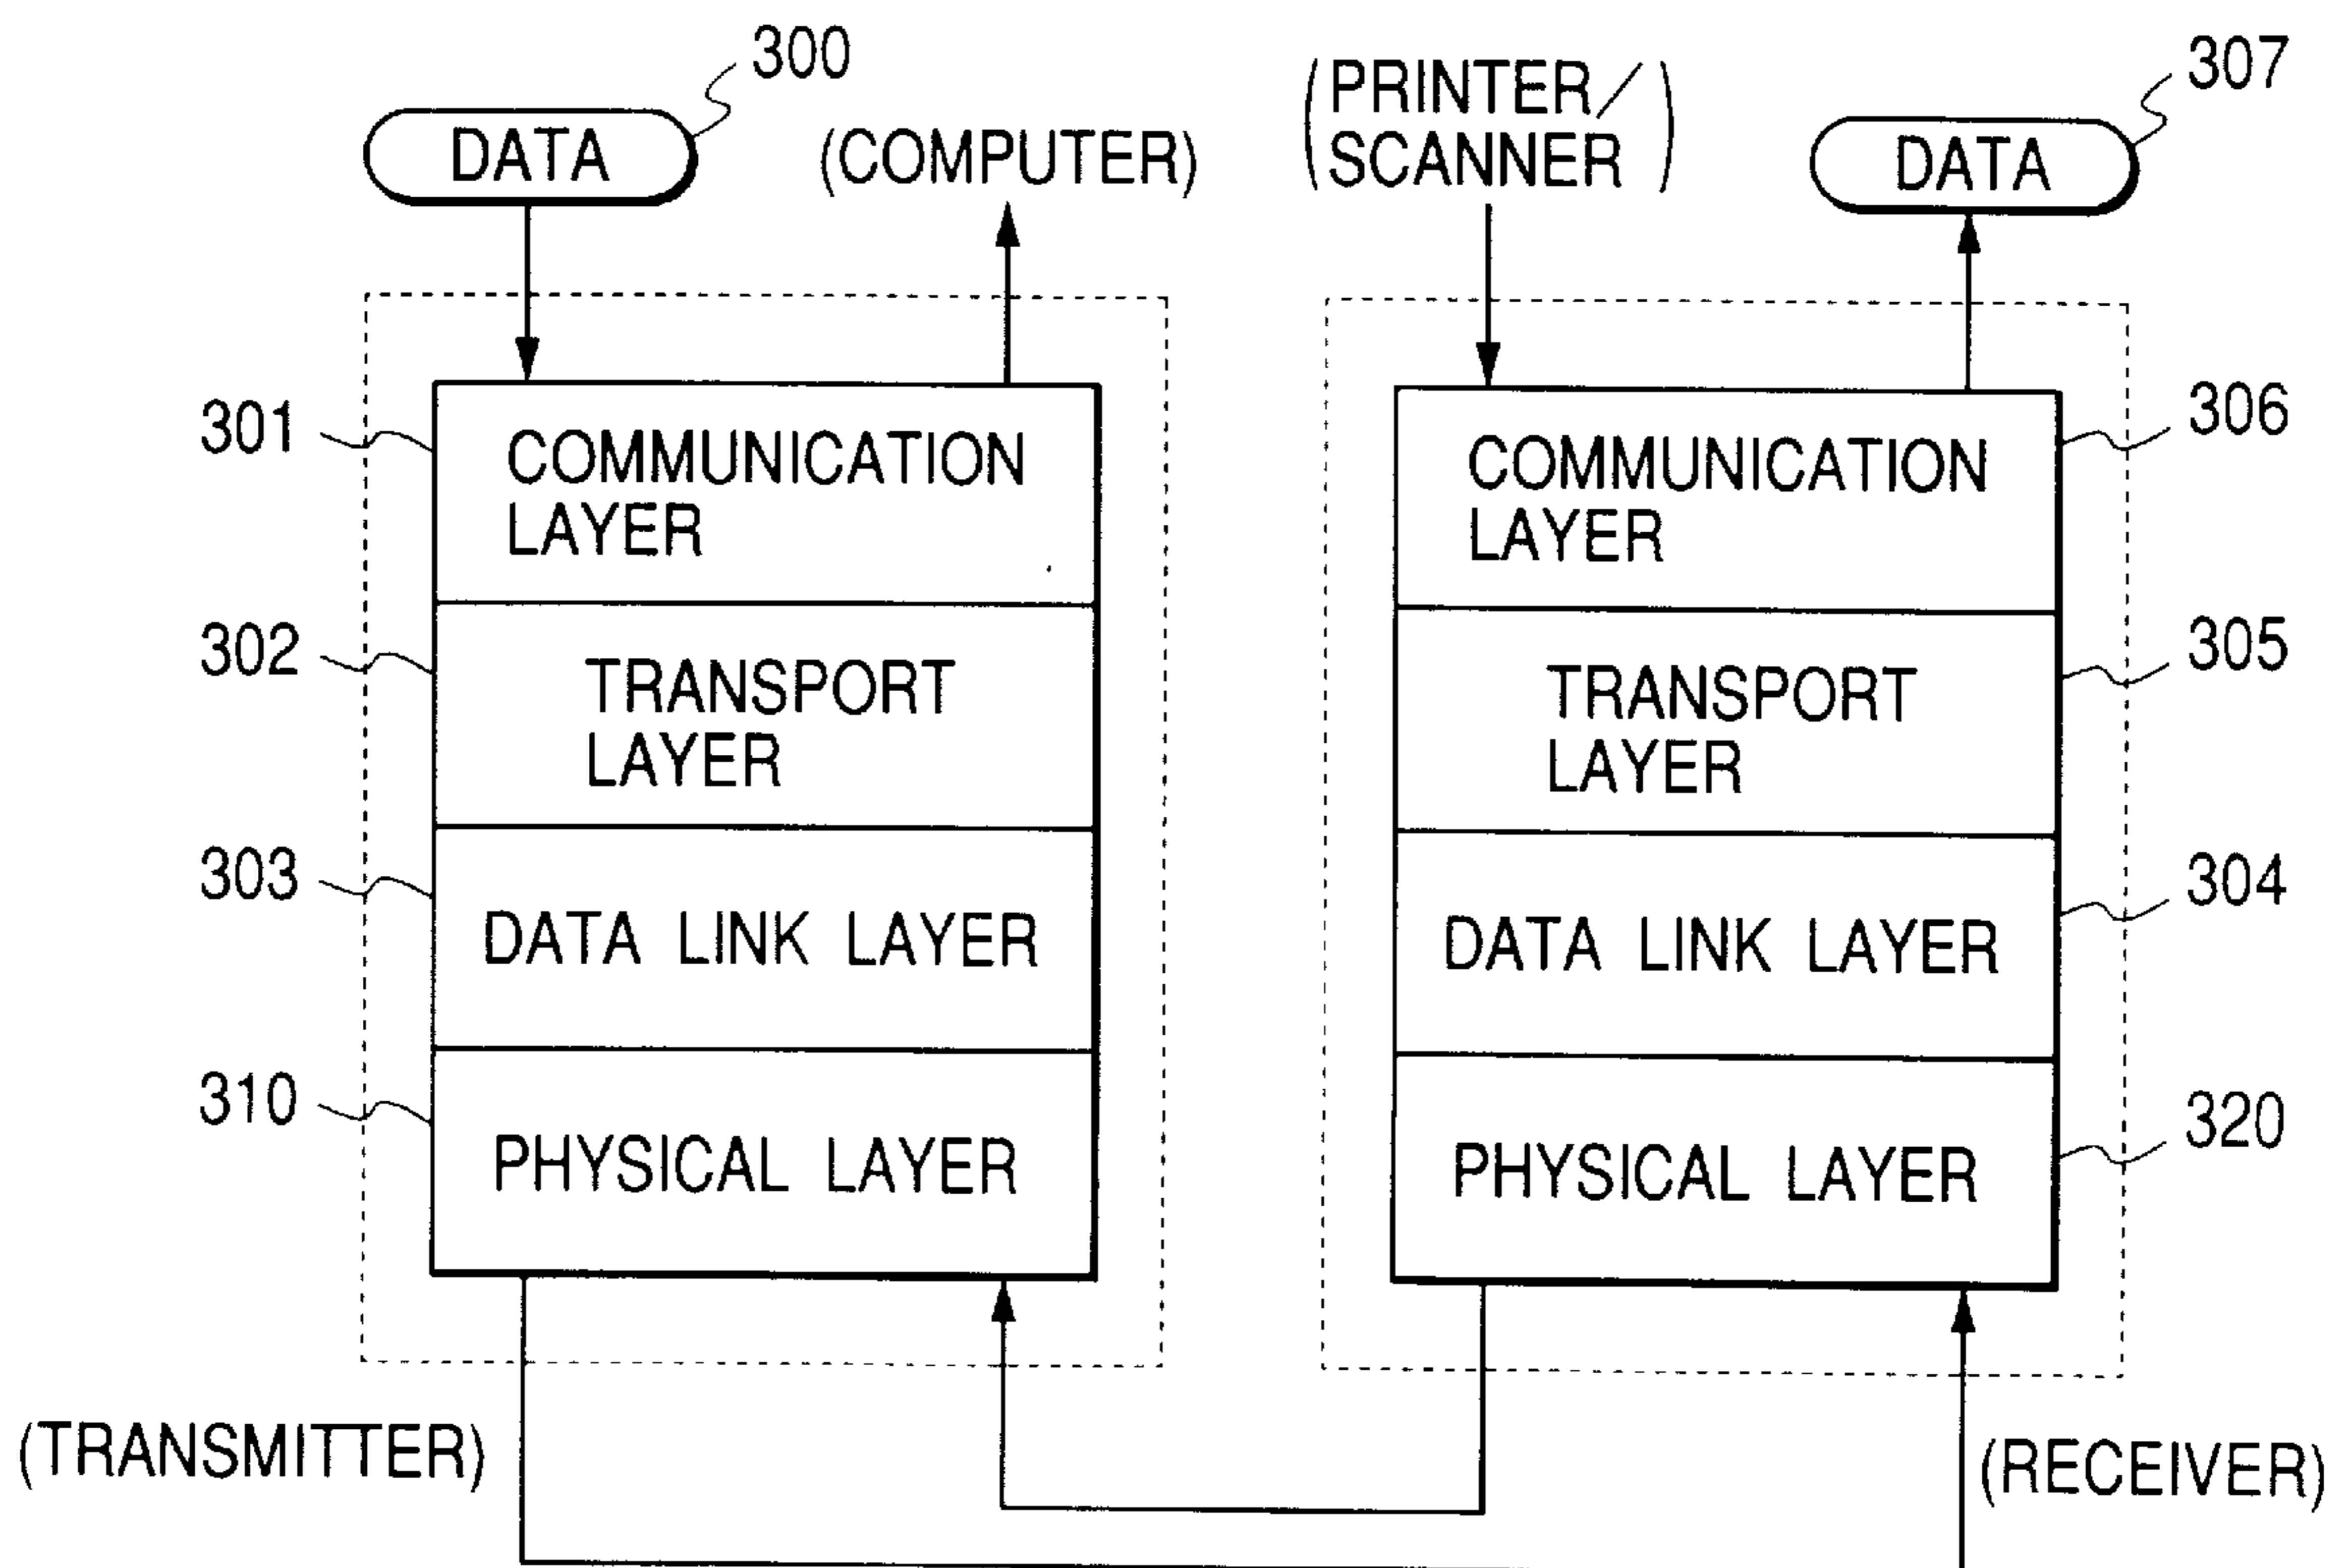 300
DATA
(COMPUTER)
(PRINTER/
SCANNER)
307
DATA
301
COMMUNICATION
LAYER
302
TRANSPORT
LAYER
303
DATA LINK LAYER
310
PHYSICAL LAYER
306
COMMUNICATION
LAYER
305
TRANSPORT
LAYER
304
DATA LINK LAYER
320
PHYSICAL LAYER
(TRANSMITTER)
(RECEIVER)